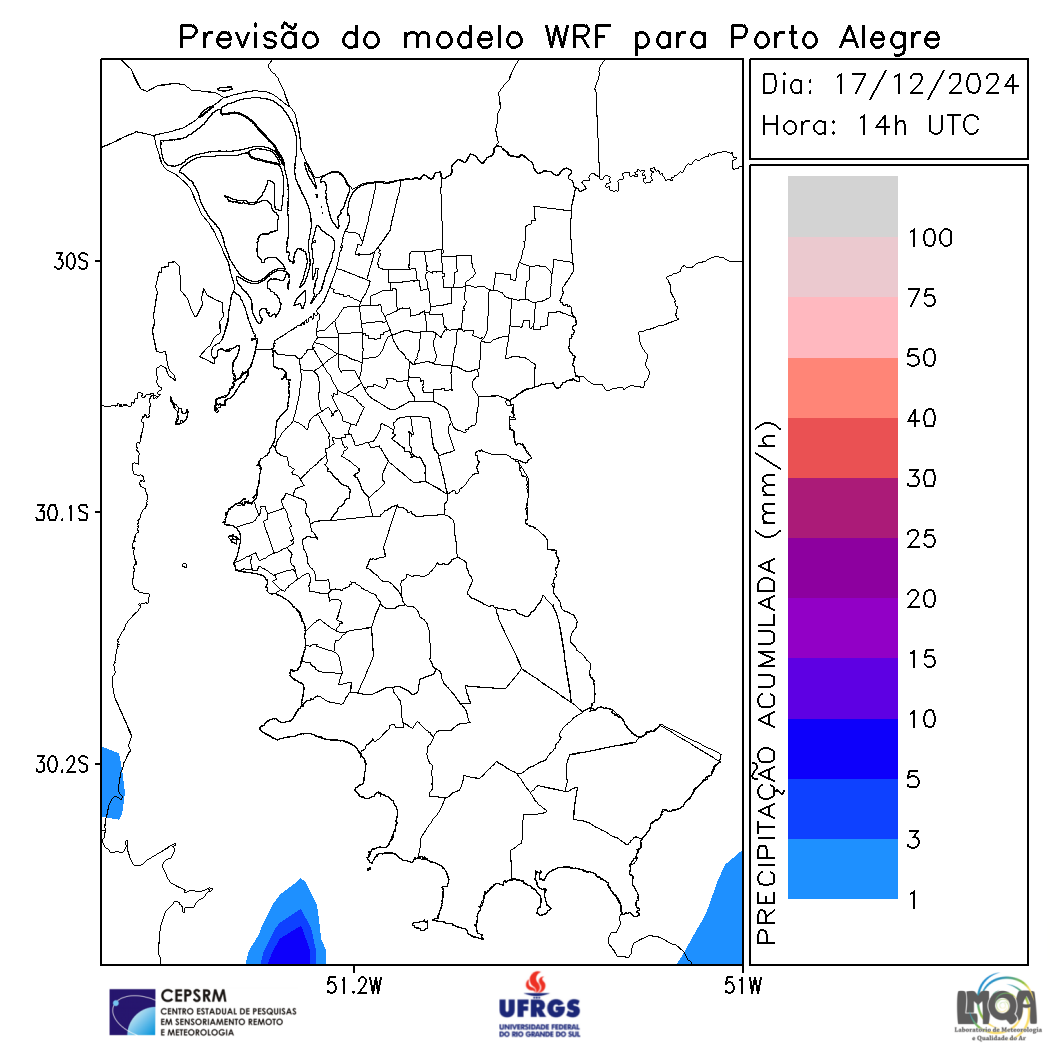 Previsão do modelo WRF para Porto Alegre
Dia: 17/12/2024
Hora: 14h UTC
30S
30.1S
30.2S
51.2W
51W
PRECIPITAÇÃO ACUMULADA (mm/h)
100
75
50
40
30
25
20
15
10
5
3
1
CEPSRM
CENTRO ESTADUAL DE PESQUISAS
EM SENSORIAMENTO REMOTO
E METEOROLOGIA
UFRGS
UNIVERSIDADE FEDERAL
DO RIO GRANDE DO SUL
LMQA
Laboratório de Meteorologia
e Qualidade do Ar